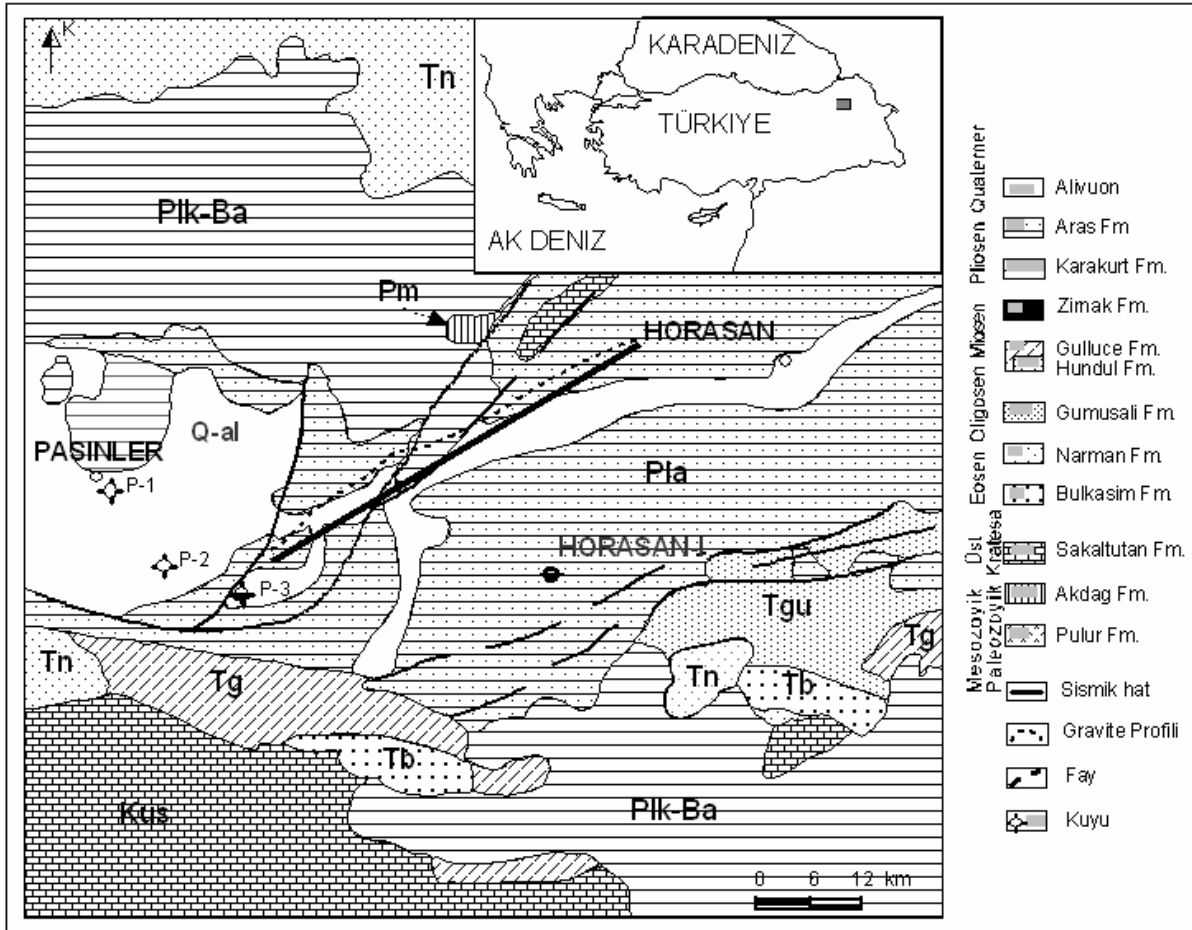 K
KARADENIZ
TÜRKIYE
AK DENIZ
Tn
Plk-Ba
Pm
HORASAN
PASINLER
Q-al
P-1
P-2
P-3
Pla
HORASAN-I
Tgu
Tg
Tn
Tb
Tn
Tg
Tb
Kus
Plk-Ba
0 6 12 km
Pliosen Quaterner
Eosen Oligosen Miosen
Üst
Kratesa
Mesozoyik
Paleozoyik
Alivuon
Aras Fm
Karakurt Fm.
Zirnak Fm.
Gulluce Fm.
Hundul Fm.
Gumusali Fm.
Narman Fm.
Bulkasim Fm.
Sakaltutan Fm.
Akdag Fm.
Pulur Fm.
Sismik hat
Gravite Profili
Fay
Kuyu